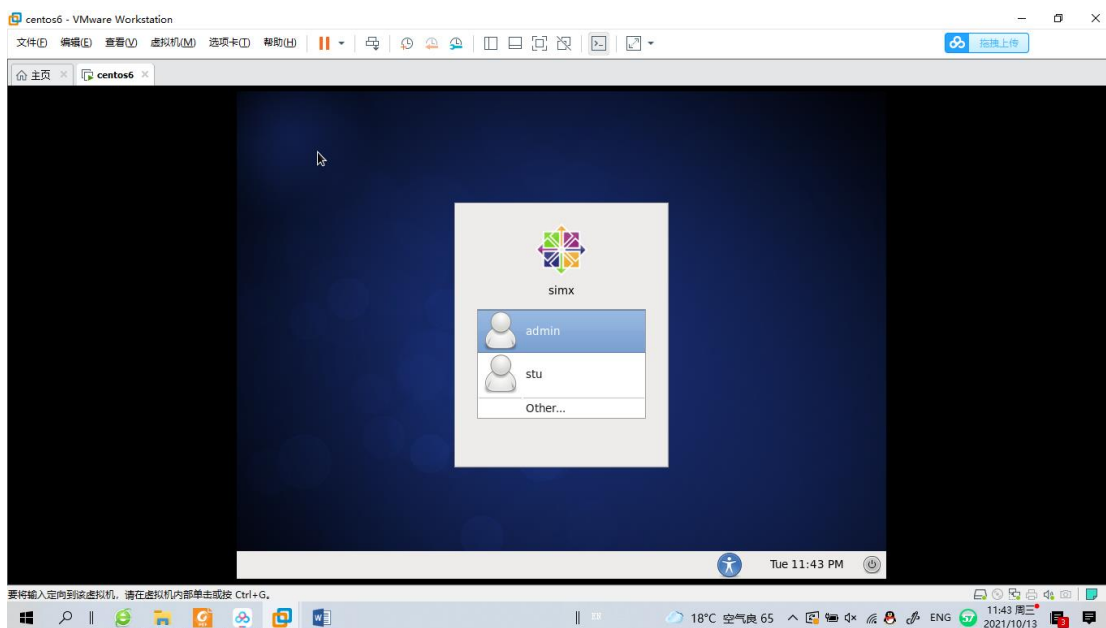 centos6 - VMware Workstation
文件(F) 编辑(E) 查看(V) 虚拟机(M) 选项卡(T) 帮助(H)
拖拽上传
主页
centos6
simx
admin
stu
Other...
Tue 11:43 PM
要将输入定向到该虚拟机,请在虚拟机内部单击或按 Ctrl+G。
18°C 空气良 65
ENG
11:43 周三
2021/10/13
3